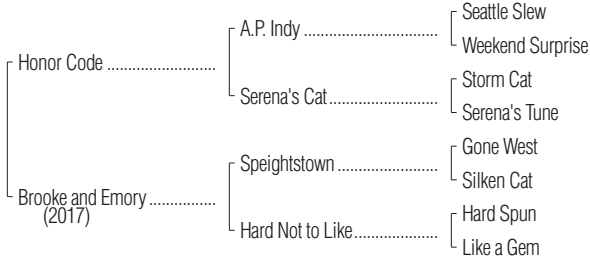 Seattle Slew
A.P. Indy ..................................
Weekend Surprise
Honor Code ...........................
Storm Cat
Serena's Cat...........................
Serena's Tune
Gone West
Speightstown .........................
Silken Cat
Brooke and Emory ....................
(2017)
Hard Spun
Hard Not to Like.....................
Like a Gem